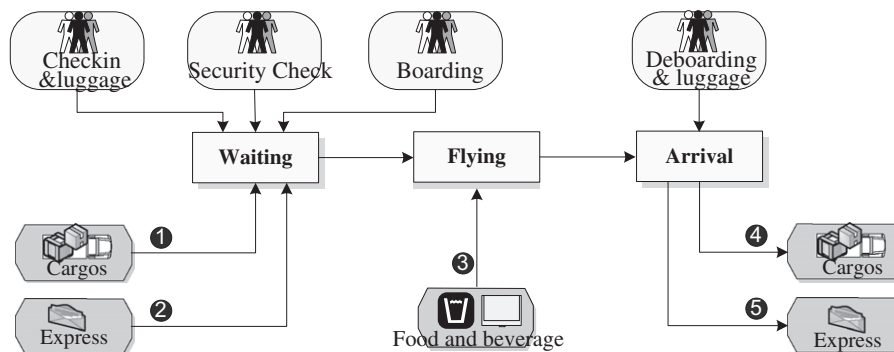 Checkin
&luggage
Security Check
Boarding
Deboarding
& luggage
Waiting
Flying
Arrival
1
Cargos
2
Express
3
Food and beverage
4
Cargos
5
Express